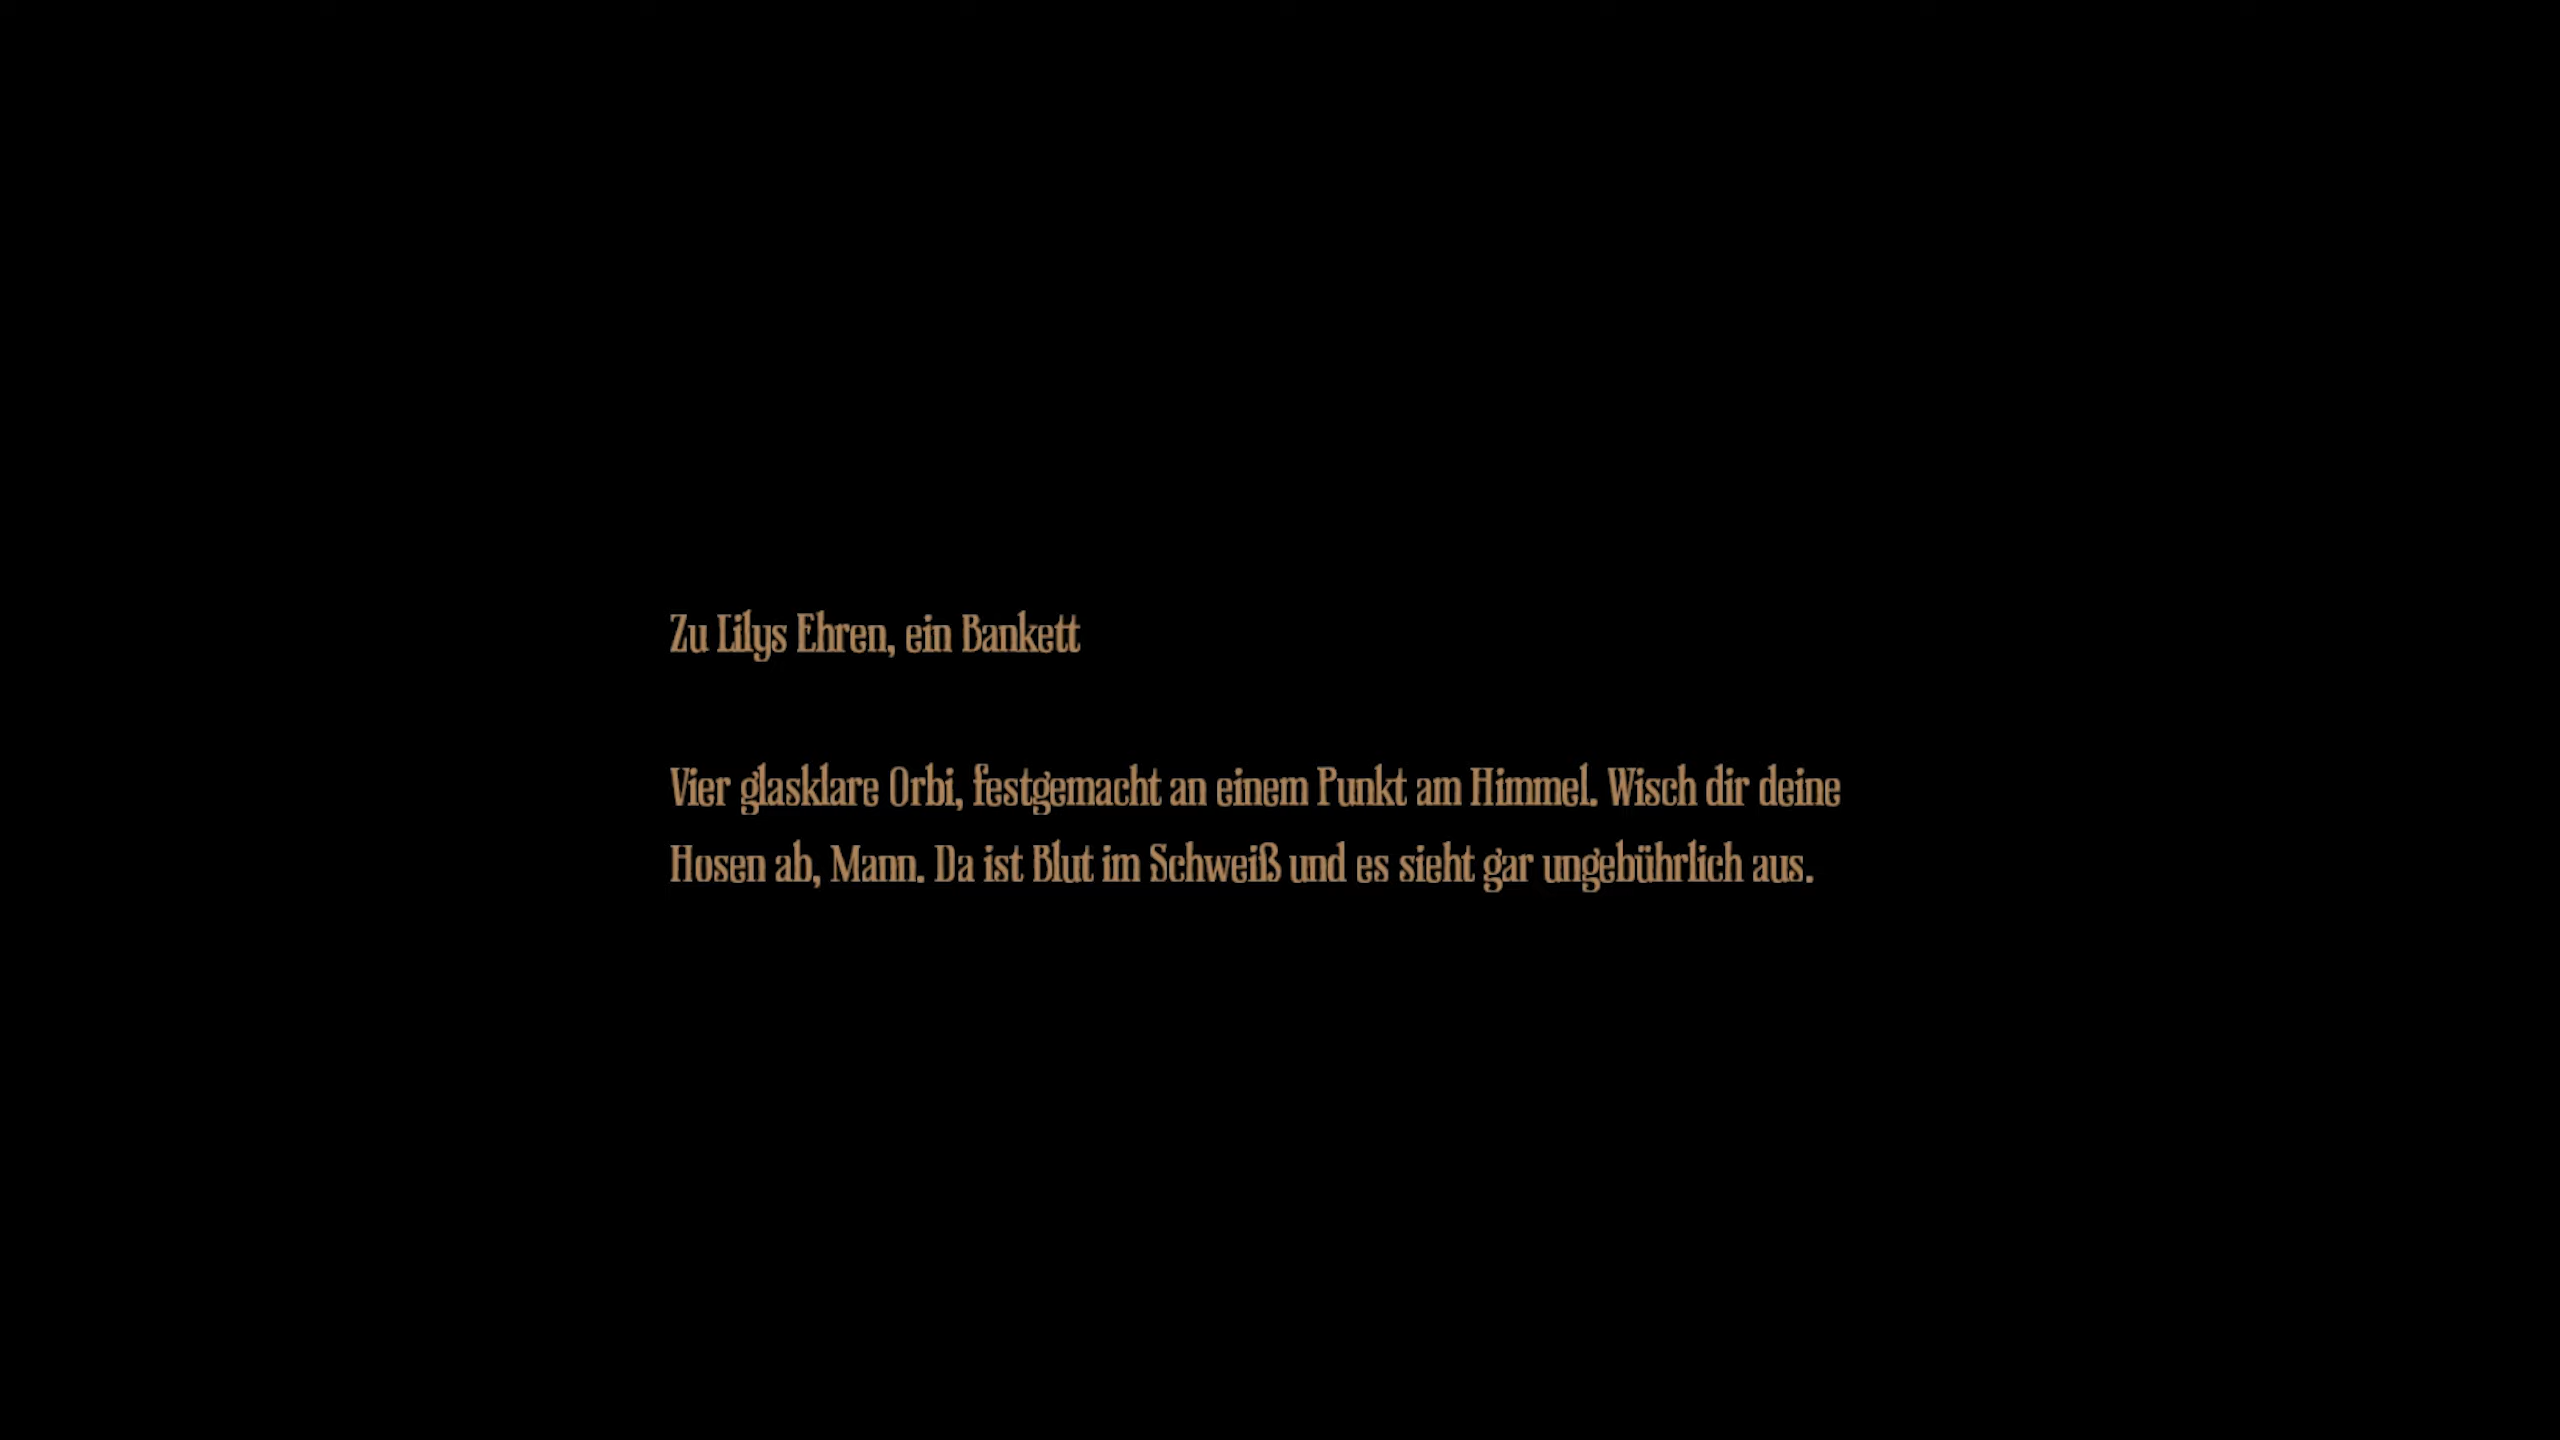 Zu Lilys Ehren, ein Bankett
Vier glasklare Orbi, festgemacht an einem Punkt am Himmel. Wisch dir deine
Hosen ab, Mann. Da ist Blut im Schweiß und es sieht gar ungebührlich aus.